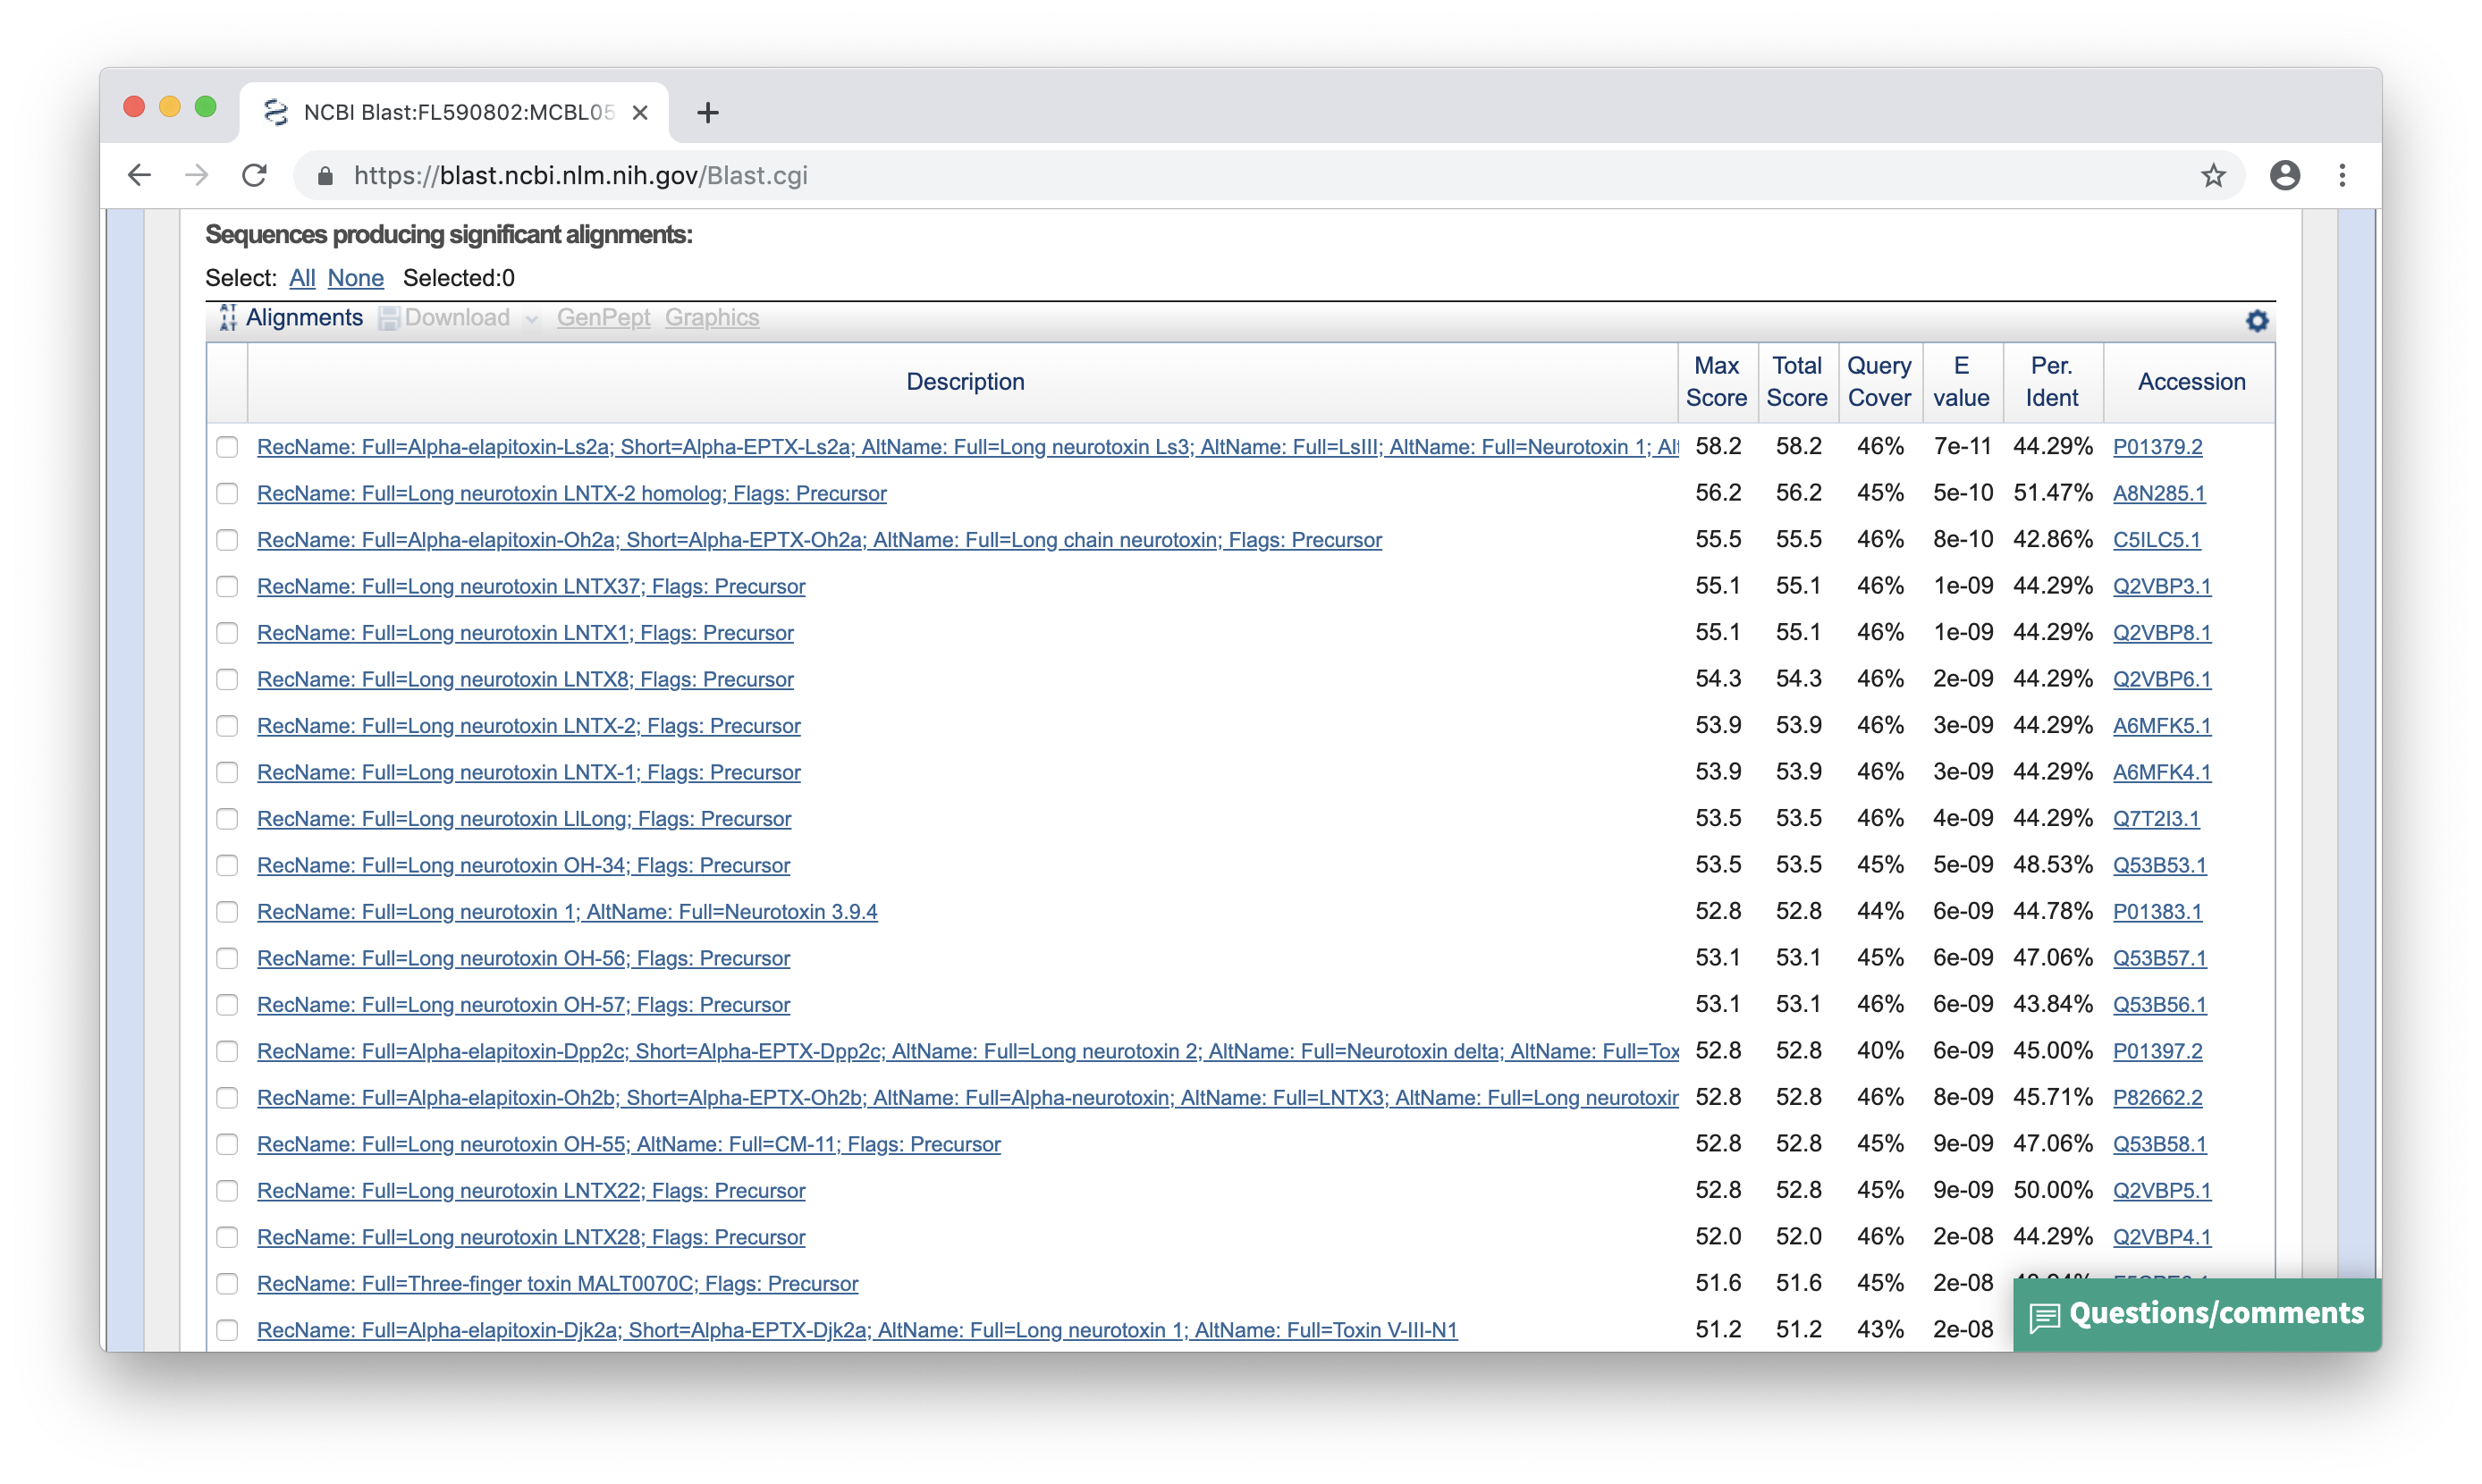 NCBI Blast:FL590802:MCBL05
https://blast.ncbi.nlm.nih.gov/Blast.cgi
Sequences producing significant alignments:
Select: All None Selected:0
Alignments Download GenPept Graphics
Description Max Score Total Score Query Cover E value Per. Ident Accession
RecName: Full=Alpha-elapitoxin-Ls2a; Short=Alpha-EPTX-Ls2a; AltName: Full=Long neurotoxin Ls3; AltName: Full=LsIII; AltName: Full=Neurotoxin 1; Alt 58.2 58.2 46% 7e-11 44.29% P01379.2
RecName: Full=Long neurotoxin LNTX-2 homolog; Flags: Precursor 56.2 56.2 45% 5e-10 51.47% A8N285.1
RecName: Full=Alpha-elapitoxin-Oh2a; Short=Alpha-EPTX-Oh2a; AltName: Full=Long chain neurotoxin; Flags: Precursor 55.5 55.5 46% 8e-10 42.86% C5ILC5.1
RecName: Full=Long neurotoxin LNTX37; Flags: Precursor 55.1 55.1 46% 1e-09 44.29% Q2VBP3.1
RecName: Full=Long neurotoxin LNTX1; Flags: Precursor 55.1 55.1 46% 1e-09 44.29% Q2VBP8.1
RecName: Full=Long neurotoxin LNTX8; Flags: Precursor 54.3 54.3 46% 2e-09 44.29% Q2VBP6.1
RecName: Full=Long neurotoxin LNTX-2; Flags: Precursor 53.9 53.9 46% 3e-09 44.29% A6MFK5.1
RecName: Full=Long neurotoxin LNTX-1; Flags: Precursor 53.9 53.9 46% 3e-09 44.29% A6MFK4.1
RecName: Full=Long neurotoxin LlLong; Flags: Precursor 53.5 53.5 46% 4e-09 44.29% Q7T2I3.1
RecName: Full=Long neurotoxin OH-34; Flags: Precursor 53.5 53.5 45% 5e-09 48.53% Q53B53.1
RecName: Full=Long neurotoxin 1; AltName: Full=Neurotoxin 3.9.4 52.8 52.8 44% 6e-09 44.78% P01383.1
RecName: Full=Long neurotoxin OH-56; Flags: Precursor 53.1 53.1 45% 6e-09 47.06% Q53B57.1
RecName: Full=Long neurotoxin OH-57; Flags: Precursor 53.1 53.1 46% 6e-09 43.84% Q53B56.1
RecName: Full=Alpha-elapitoxin-Dpp2c; Short=Alpha-EPTX-Dpp2c; AltName: Full=Long neurotoxin 2; AltName: Full=Neurotoxin delta; AltName: Full=Tox 52.8 52.8 40% 6e-09 45.00% P01397.2
RecName: Full=Alpha-elapitoxin-Oh2b; Short=Alpha-EPTX-Oh2b; AltName: Full=Alpha-neurotoxin; AltName: Full=LNTX3; AltName: Full=Long neurotoxin 52.8 52.8 46% 8e-09 45.71% P82662.2
RecName: Full=Long neurotoxin OH-55; AltName: Full=CM-11; Flags: Precursor 52.8 52.8 45% 9e-09 47.06% Q53B58.1
RecName: Full=Long neurotoxin LNTX22; Flags: Precursor 52.8 52.8 45% 9e-09 50.00% Q2VBP5.1
RecName: Full=Long neurotoxin LNTX28; Flags: Precursor 52.0 52.0 46% 2e-08 44.29% Q2VBP4.1
RecName: Full=Three-finger toxin MALT0070C; Flags: Precursor 51.6 51.6 45% 2e-08
RecName: Full=Alpha-elapitoxin-Djk2a; Short=Alpha-EPTX-Djk2a; AltName: Full=Long neurotoxin 1; AltName: Full=Toxin V-III-N1 51.2 51.2 43% 2e-08
Questions/comments